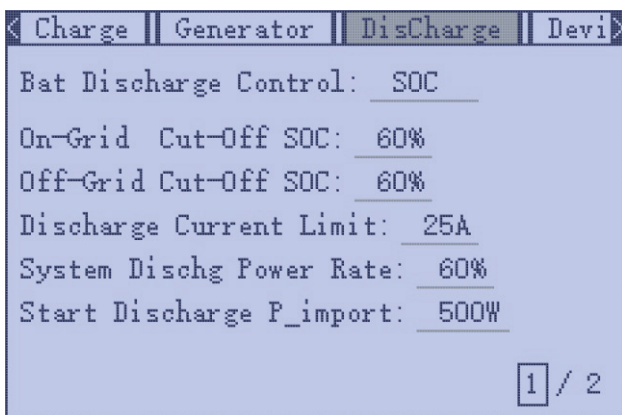 Charge Generator DisCharge Devi
Bat Discharge Control: SOC
On-Grid Cut-Off SOC: 60%
Off-Grid Cut-Off SOC: 60%
Discharge Current Limit: 25A
System Dischg Power Rate: 60%
Start Discharge P_import: 500W
1 / 2